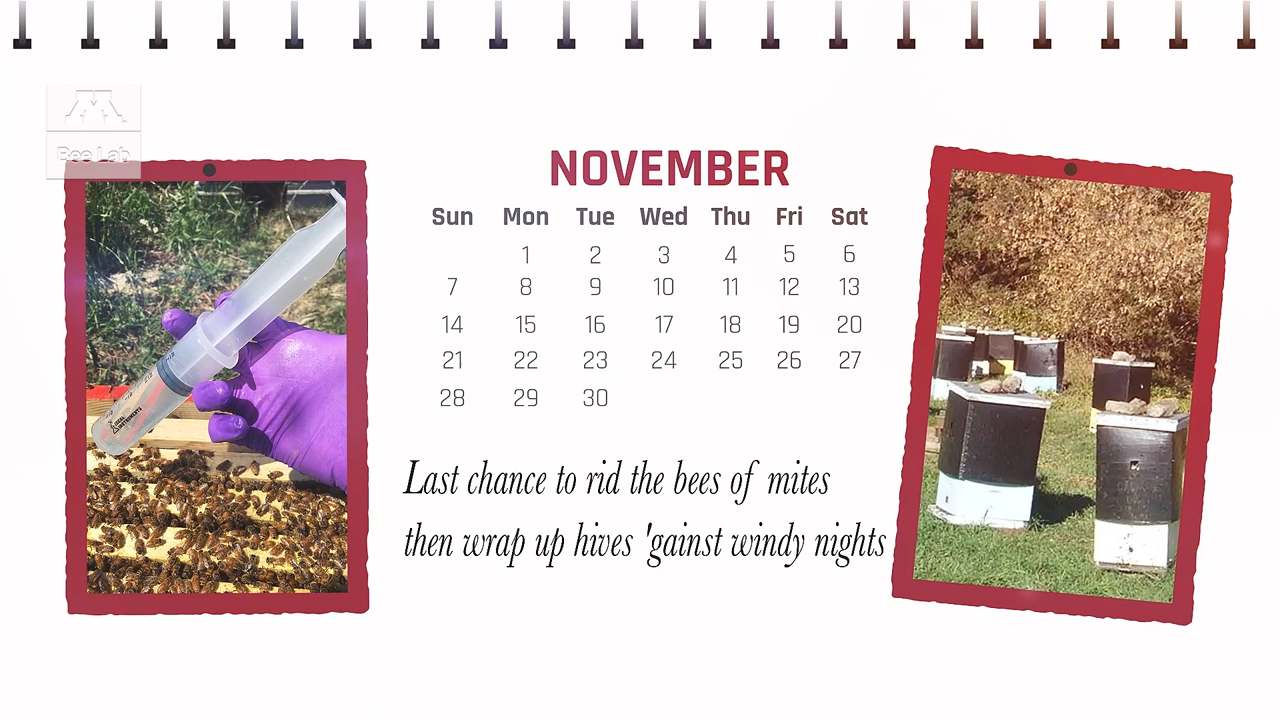 Bee Lab
NOVEMBER
Sun Mon Tue Wed Thu Fri Sat
1 2 3 4 5 6
7 8 9 10 11 12 13
14 15 16 17 18 19 20
21 22 23 24 25 26 27
28 29 30
Last chance to rid the bees of mites
then wrap up hives 'gainst windy nights